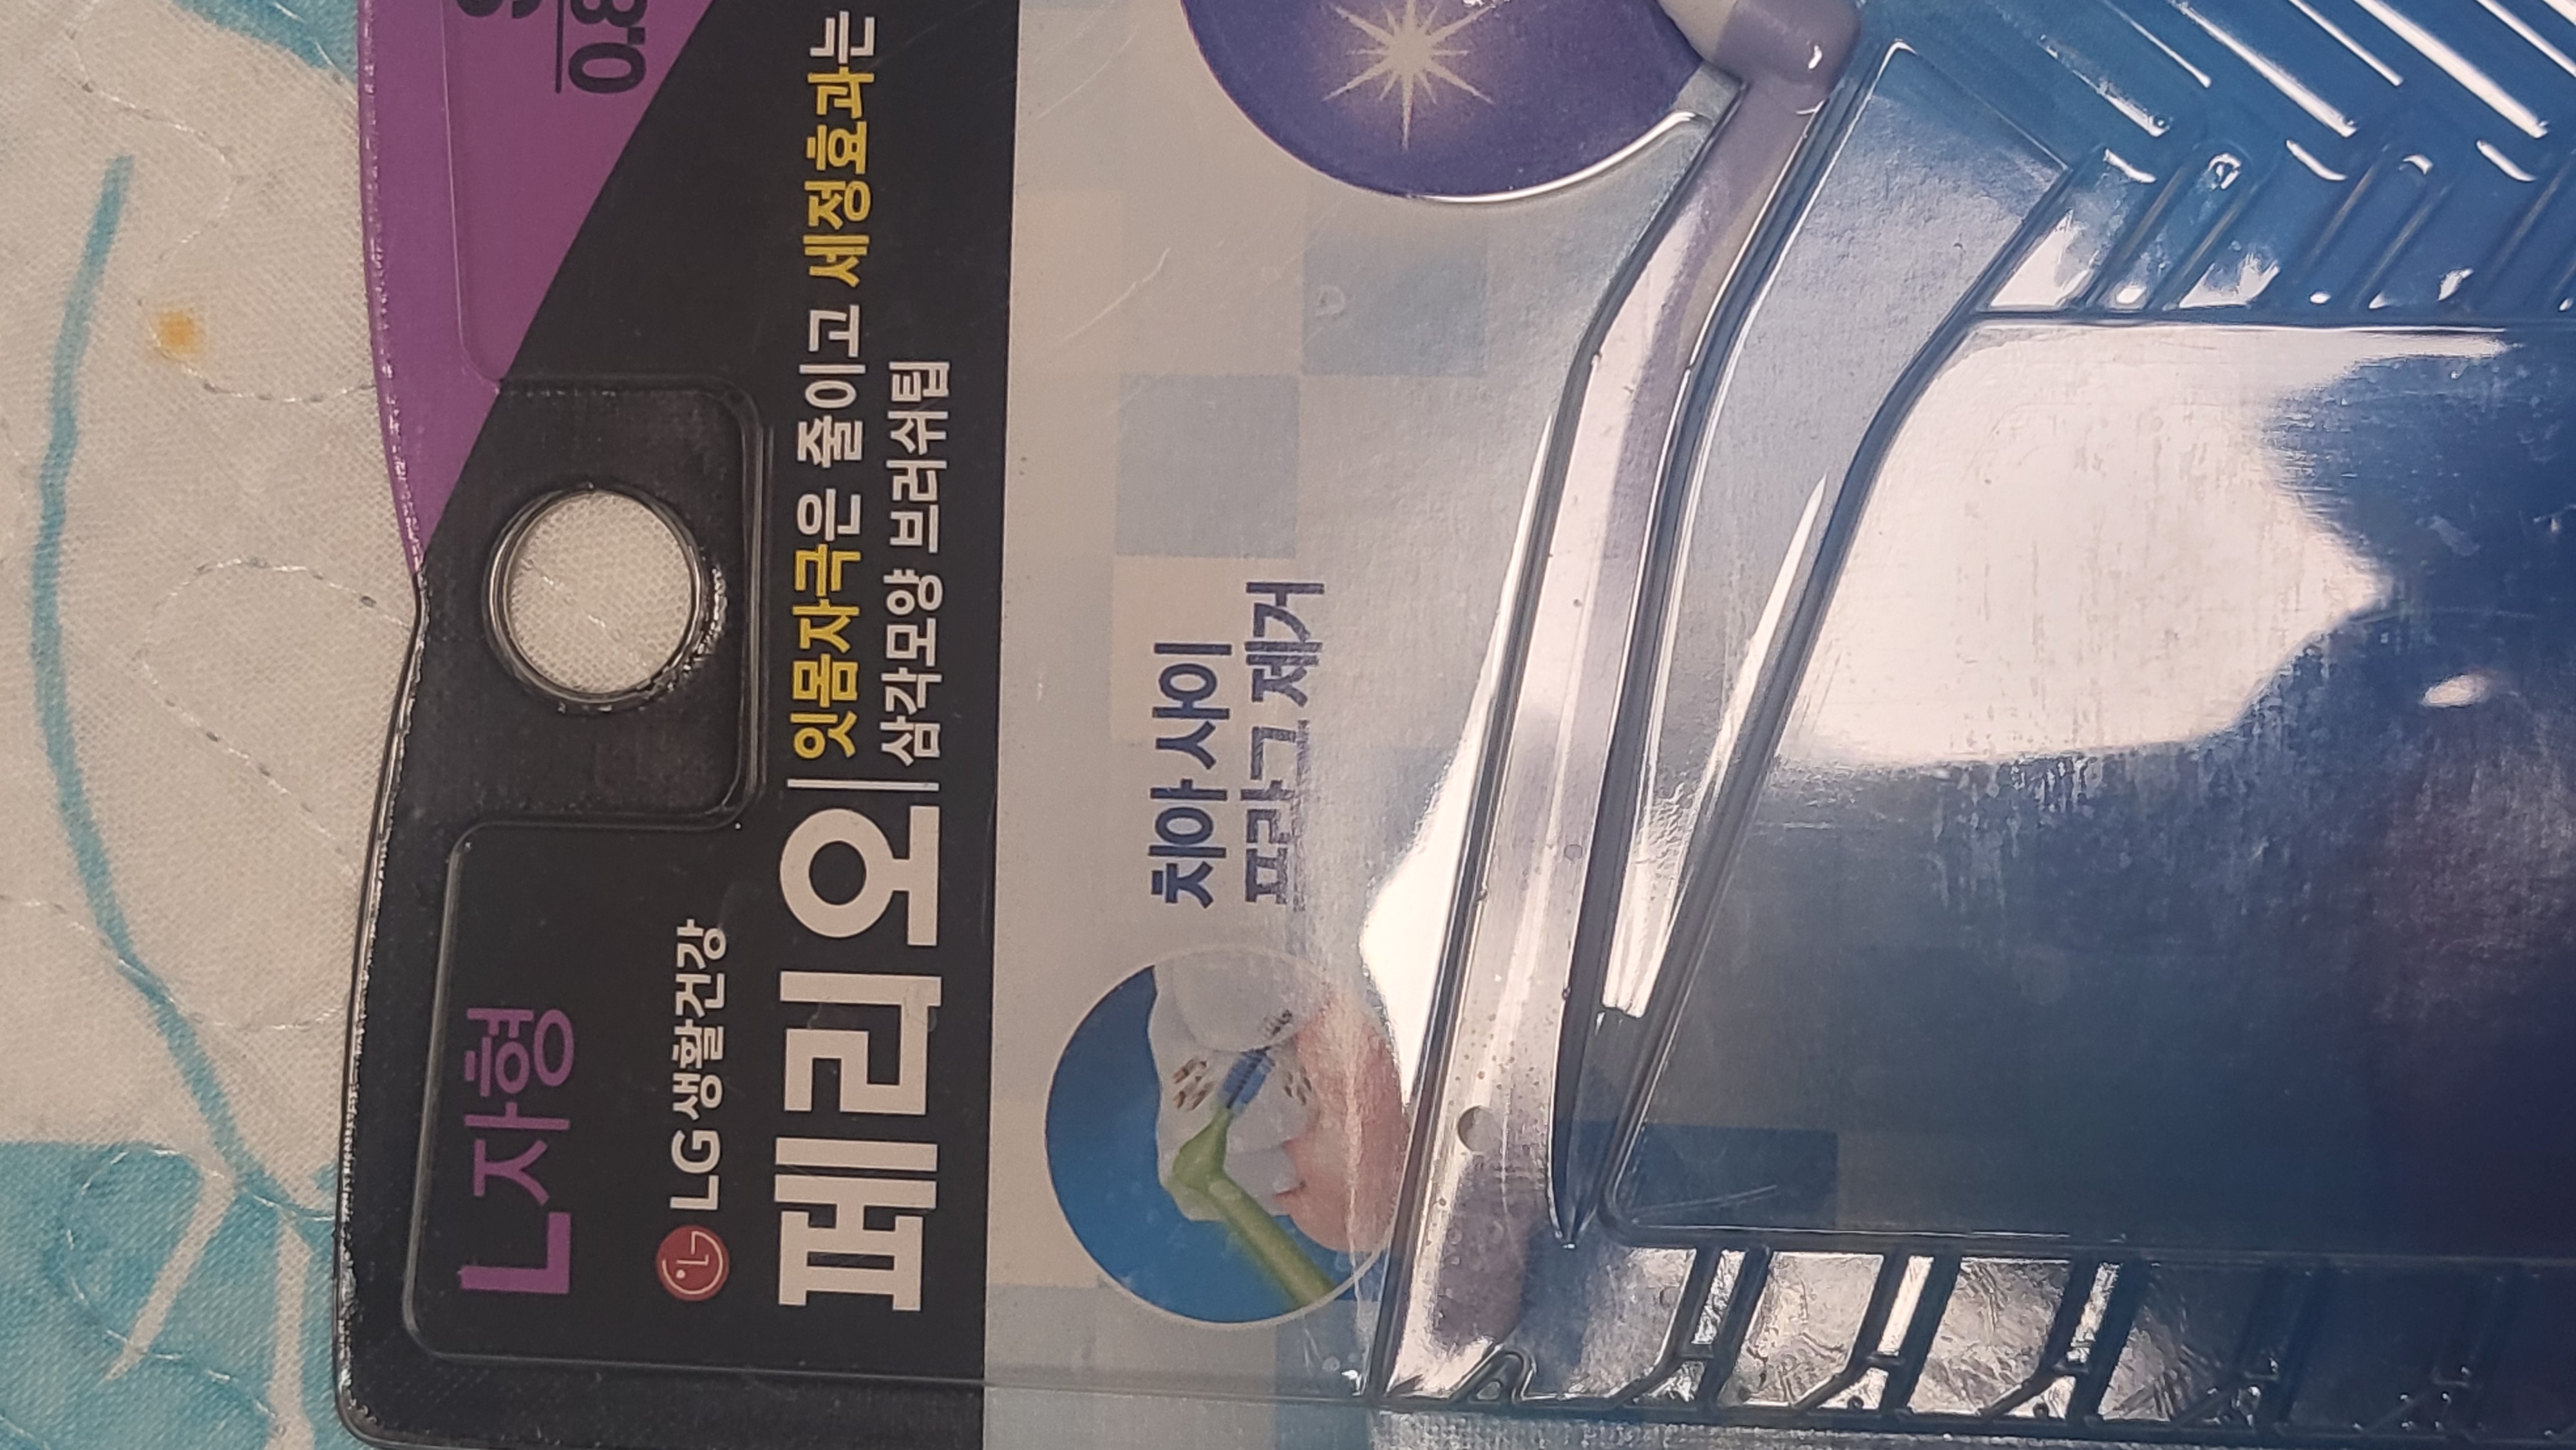 L자형
LG 생활건강
페리오
잇몸자극은 줄이고 세정효과는
삼각모양 브러쉬팁
치아 사이
프라그 제거